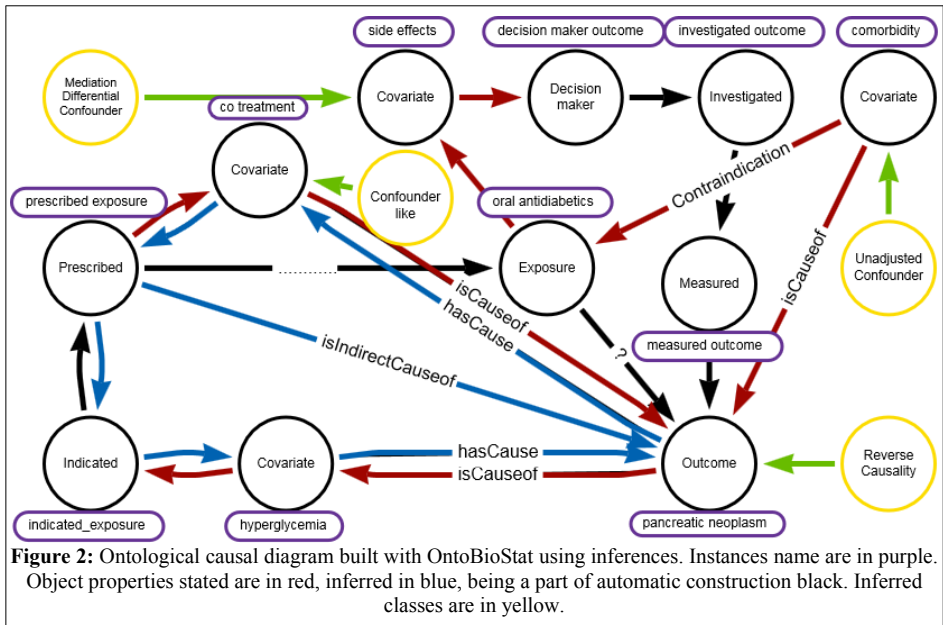 side effects
decision maker outcome
investigated outcome
comorbidity
Mediation
Differential
Confounder
co treatment
Covariate
Decision
maker
Investigated
Covariate
Covariate
Contraindication
prescribed exposure
Confounder
like
oral antidiabetics
Prescribed
.............
Exposure
isCauseof
hasCause
Measured
isCauseof
Unadjusted
Confounder
isIndirectCauseof
?
measured outcome
Indicated
Covariate
hasCause
isCauseof
Outcome
Reverse
Causality
indicated_exposure
hyperglycemia
pancreatic neoplasm
Figure 2: Ontological causal diagram built with OntoBioStat using inferences. Instances name are in purple.
Object properties stated are in red, inferred in blue, being a part of automatic construction black. Inferred
classes are in yellow.